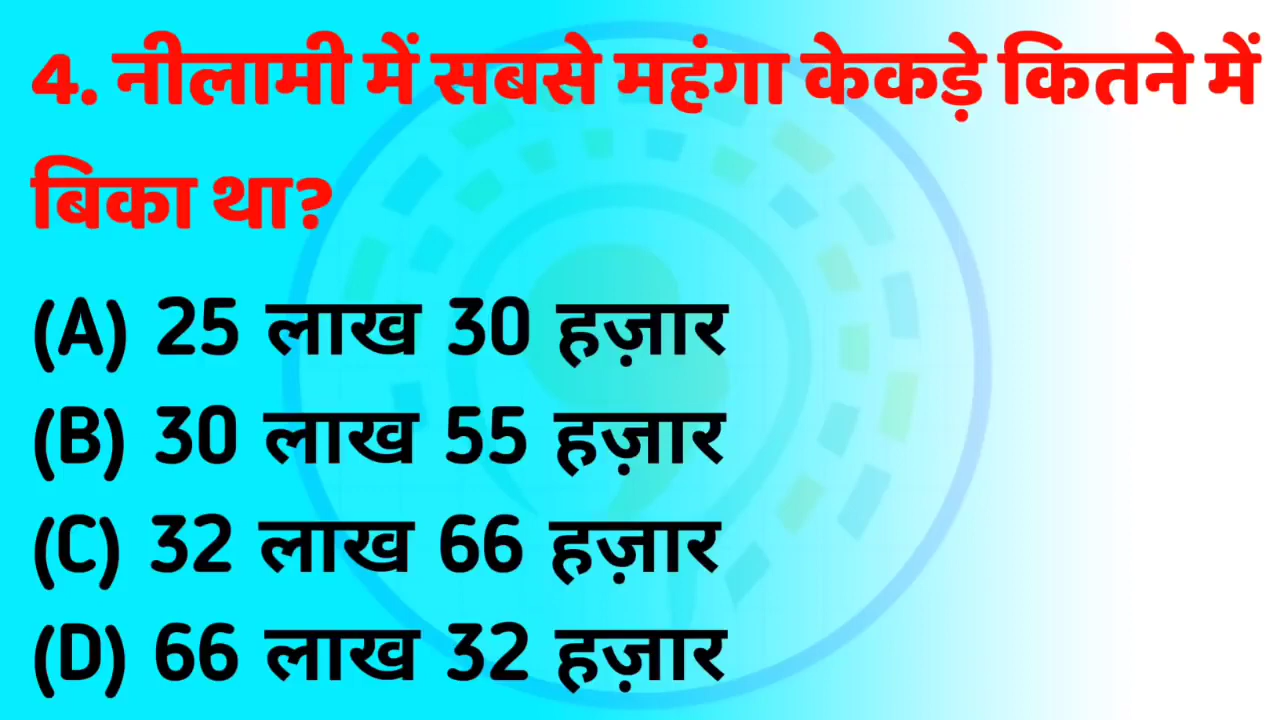 4. नीलामी में सबसे महंगा केकड़े कितने में
बिका था?
(A) 25 लाख 30 हज़ार
(B) 30 लाख 55 हज़ार
(C) 32 लाख 66 हज़ार
(D) 66 लाख 32 हज़ार